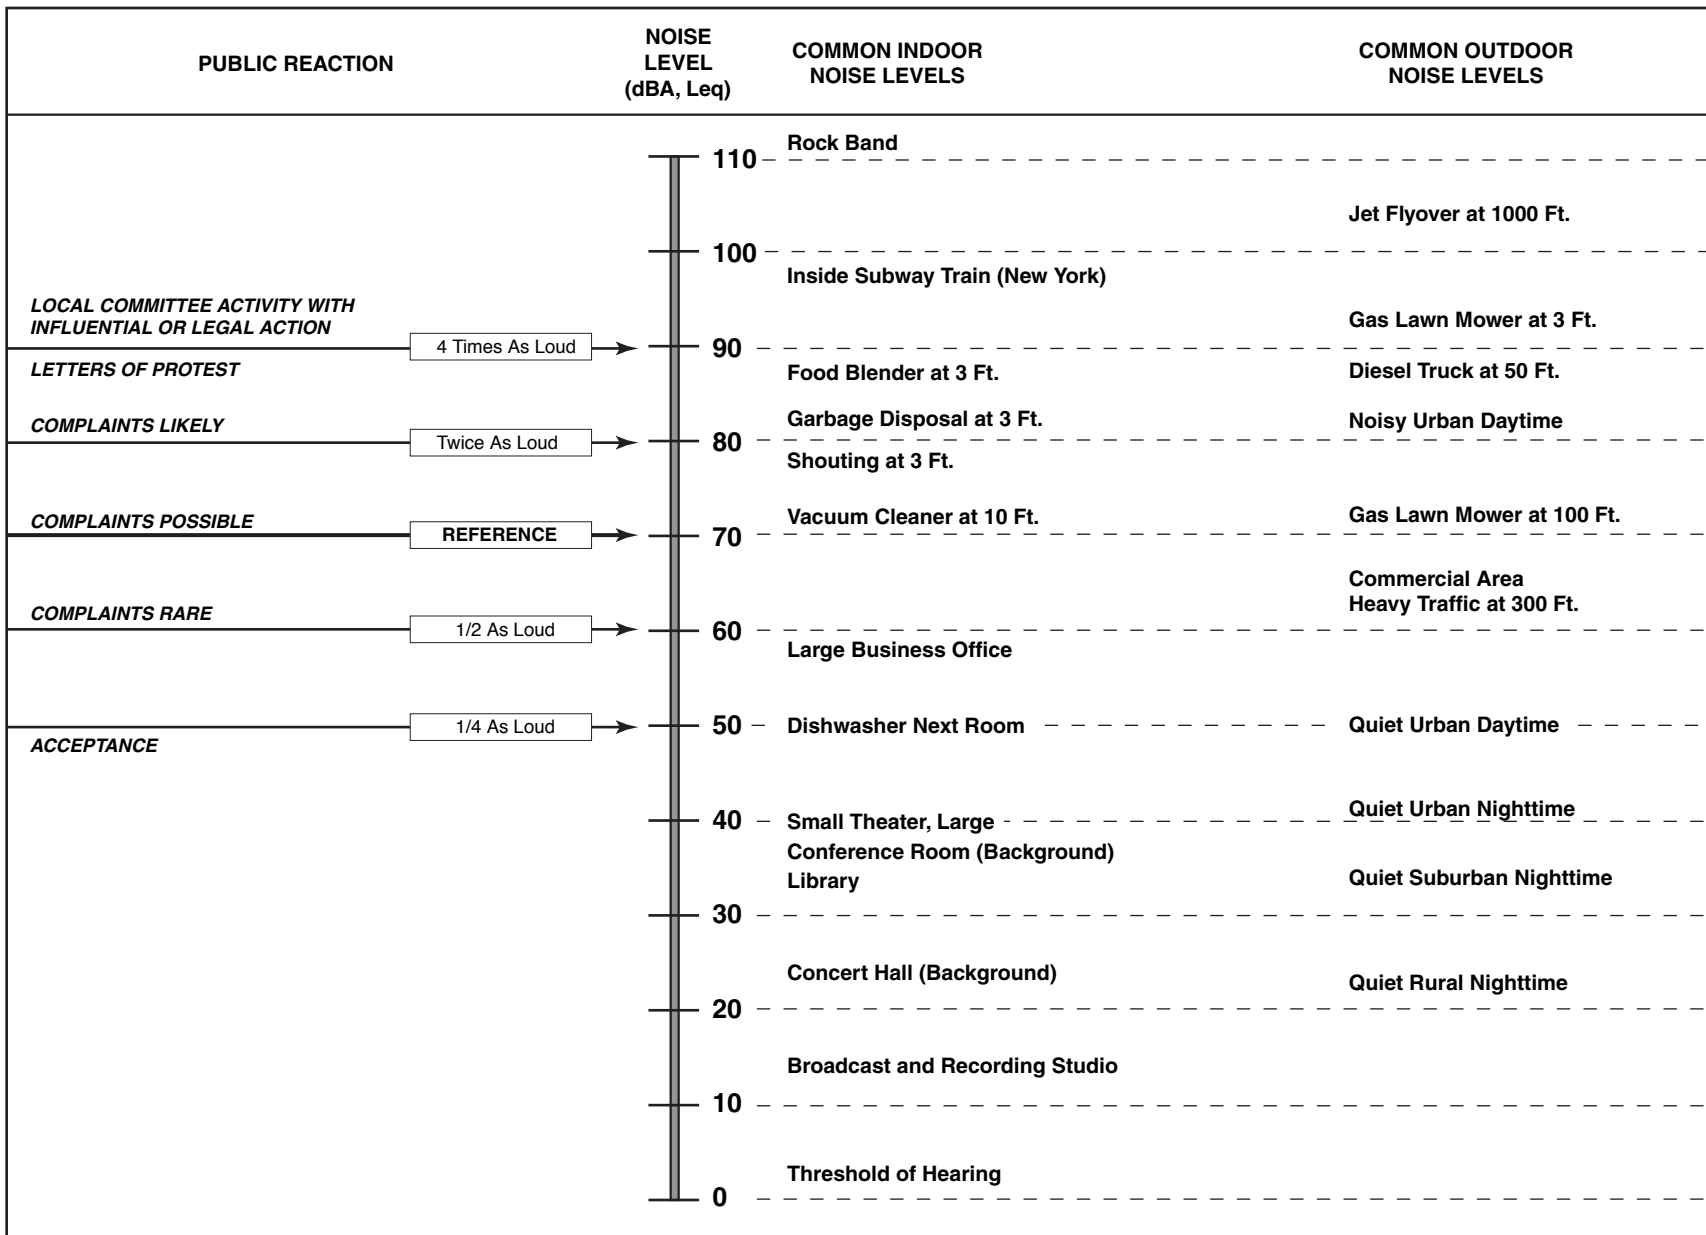 PUBLIC REACTION
NOISE
LEVEL
(dBA, Leq)
COMMON INDOOR
NOISE LEVELS
COMMON OUTDOOR
NOISE LEVELS
Rock Band
110
Jet Flyover at 1000 Ft.
100
Inside Subway Train (New York)
LOCAL COMMITTEE ACTIVITY WITH
INFLUENTIAL OR LEGAL ACTION
Gas Lawn Mower at 3 Ft.
4 Times As Loud
90
LETTERS OF PROTEST
Food Blender at 3 Ft.
Diesel Truck at 50 Ft.
COMPLAINTS LIKELY
Garbage Disposal at 3 Ft.
Noisy Urban Daytime
Twice As Loud
80
Shouting at 3 Ft.
COMPLAINTS POSSIBLE
Vacuum Cleaner at 10 Ft.
Gas Lawn Mower at 100 Ft.
REFERENCE
70
Commercial Area
Heavy Traffic at 300 Ft.
COMPLAINTS RARE
1/2 As Loud
60
Large Business Office
1/4 As Loud
50
Dishwasher Next Room
Quiet Urban Daytime
ACCEPTANCE
Quiet Urban Nighttime
40
Small Theater, Large
Conference Room (Background)
Library
Quiet Suburban Nighttime
30
Concert Hall (Background)
Quiet Rural Nighttime
20
Broadcast and Recording Studio
10
Threshold of Hearing
0